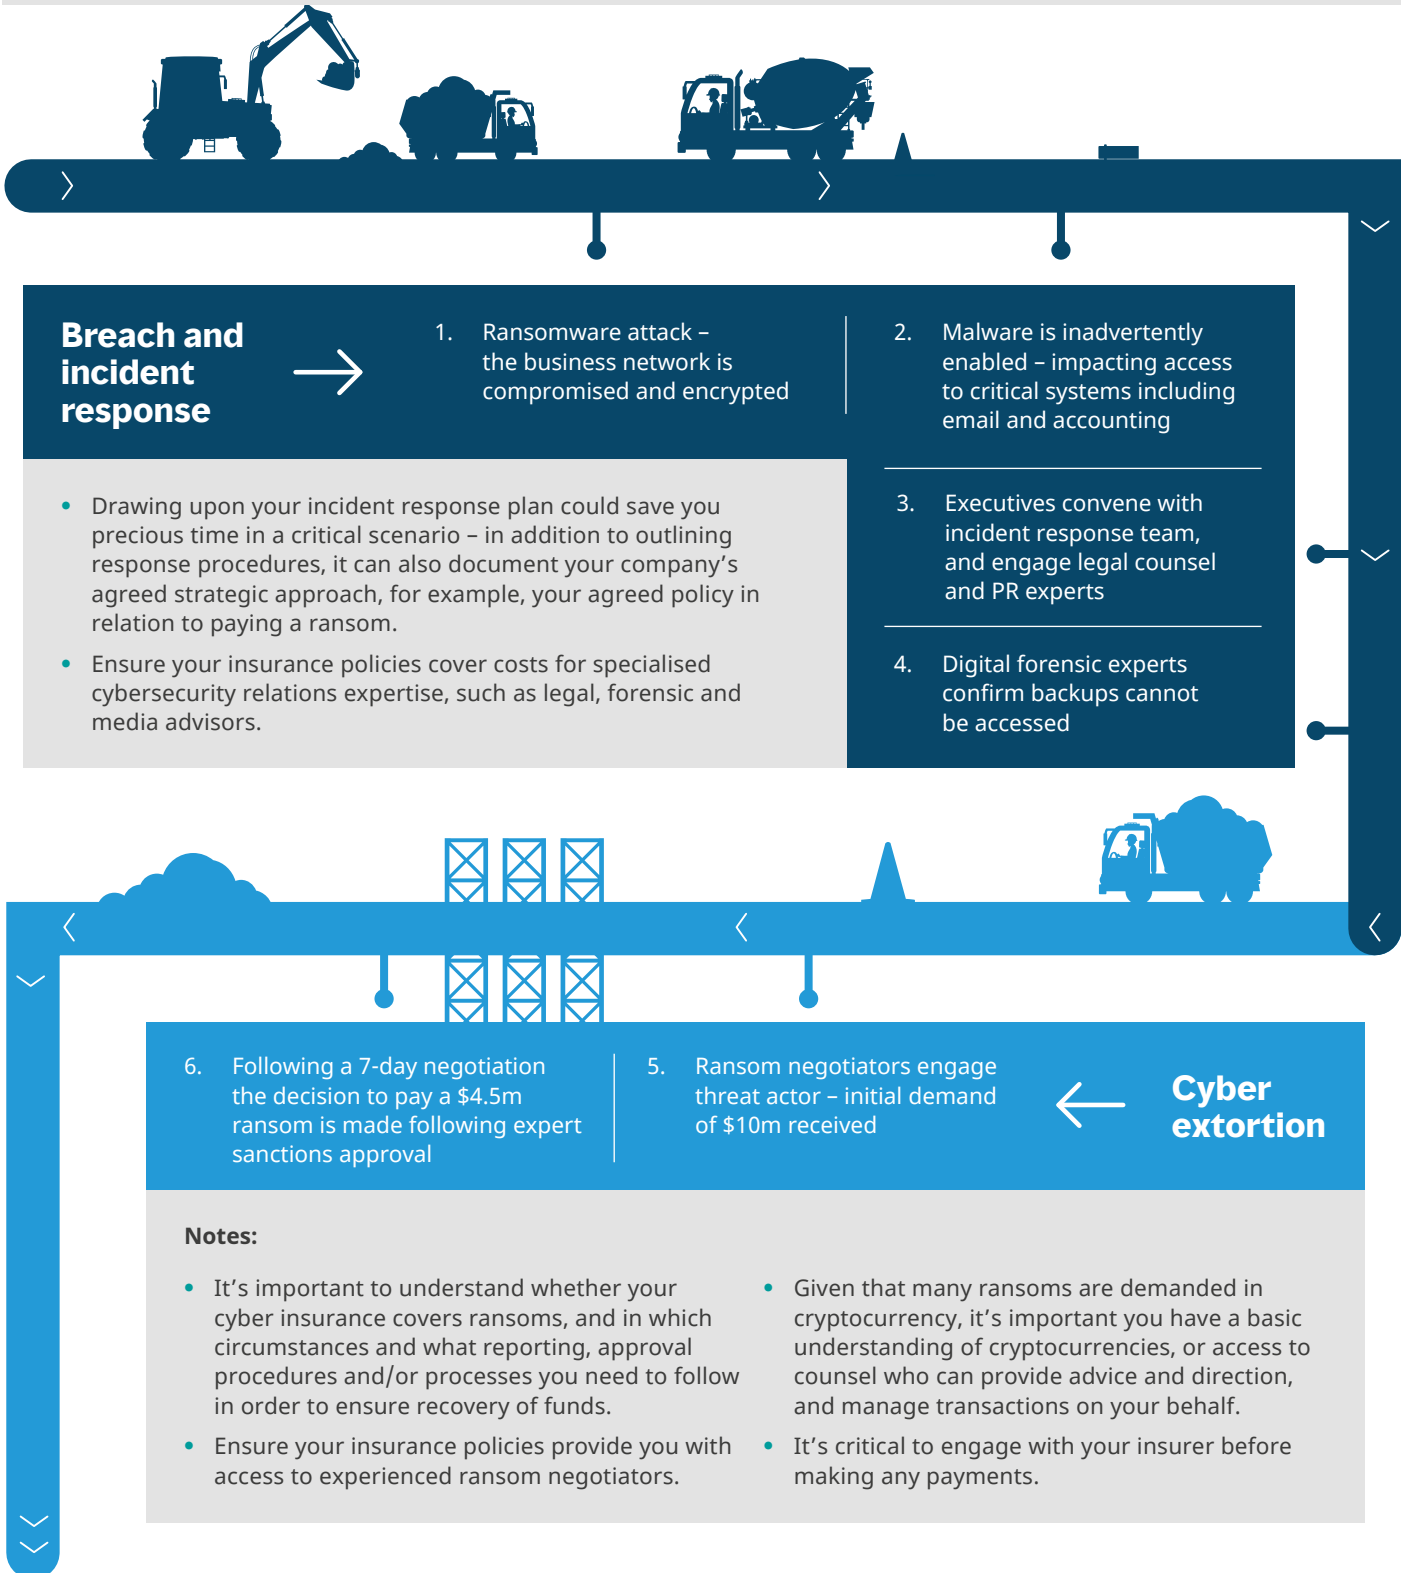 Breach and
incident
response
1. Ransomware attack –
the business network is
compromised and encrypted
2. Malware is inadvertently
enabled – impacting access
to critical systems including
email and accounting
3. Executives convene with
incident response team,
and engage legal counsel
and PR experts
4. Digital forensic experts
confirm backups cannot
be accessed
• Drawing upon your incident response plan could save you
precious time in a critical scenario – in addition to outlining
response procedures, it can also document your company’s
agreed strategic approach, for example, your agreed policy in
relation to paying a ransom.
• Ensure your insurance policies cover costs for specialised
cybersecurity relations expertise, such as legal, forensic and
media advisors.
Cyber
extortion
5. Ransom negotiators engage
threat actor – initial demand
of $10m received
6. Following a 7-day negotiation
the decision to pay a $4.5m
ransom is made following expert
sanctions approval
Notes:
• It’s important to understand whether your
cyber insurance covers ransoms, and in which
circumstances and what reporting, approval
procedures and/or processes you need to follow
in order to ensure recovery of funds.
• Ensure your insurance policies provide you with
access to experienced ransom negotiators.
• Given that many ransoms are demanded in
cryptocurrency, it’s important you have a basic
understanding of cryptocurrencies, or access to
counsel who can provide advice and direction,
and manage transactions on your behalf.
• It’s critical to engage with your insurer before
making any payments.